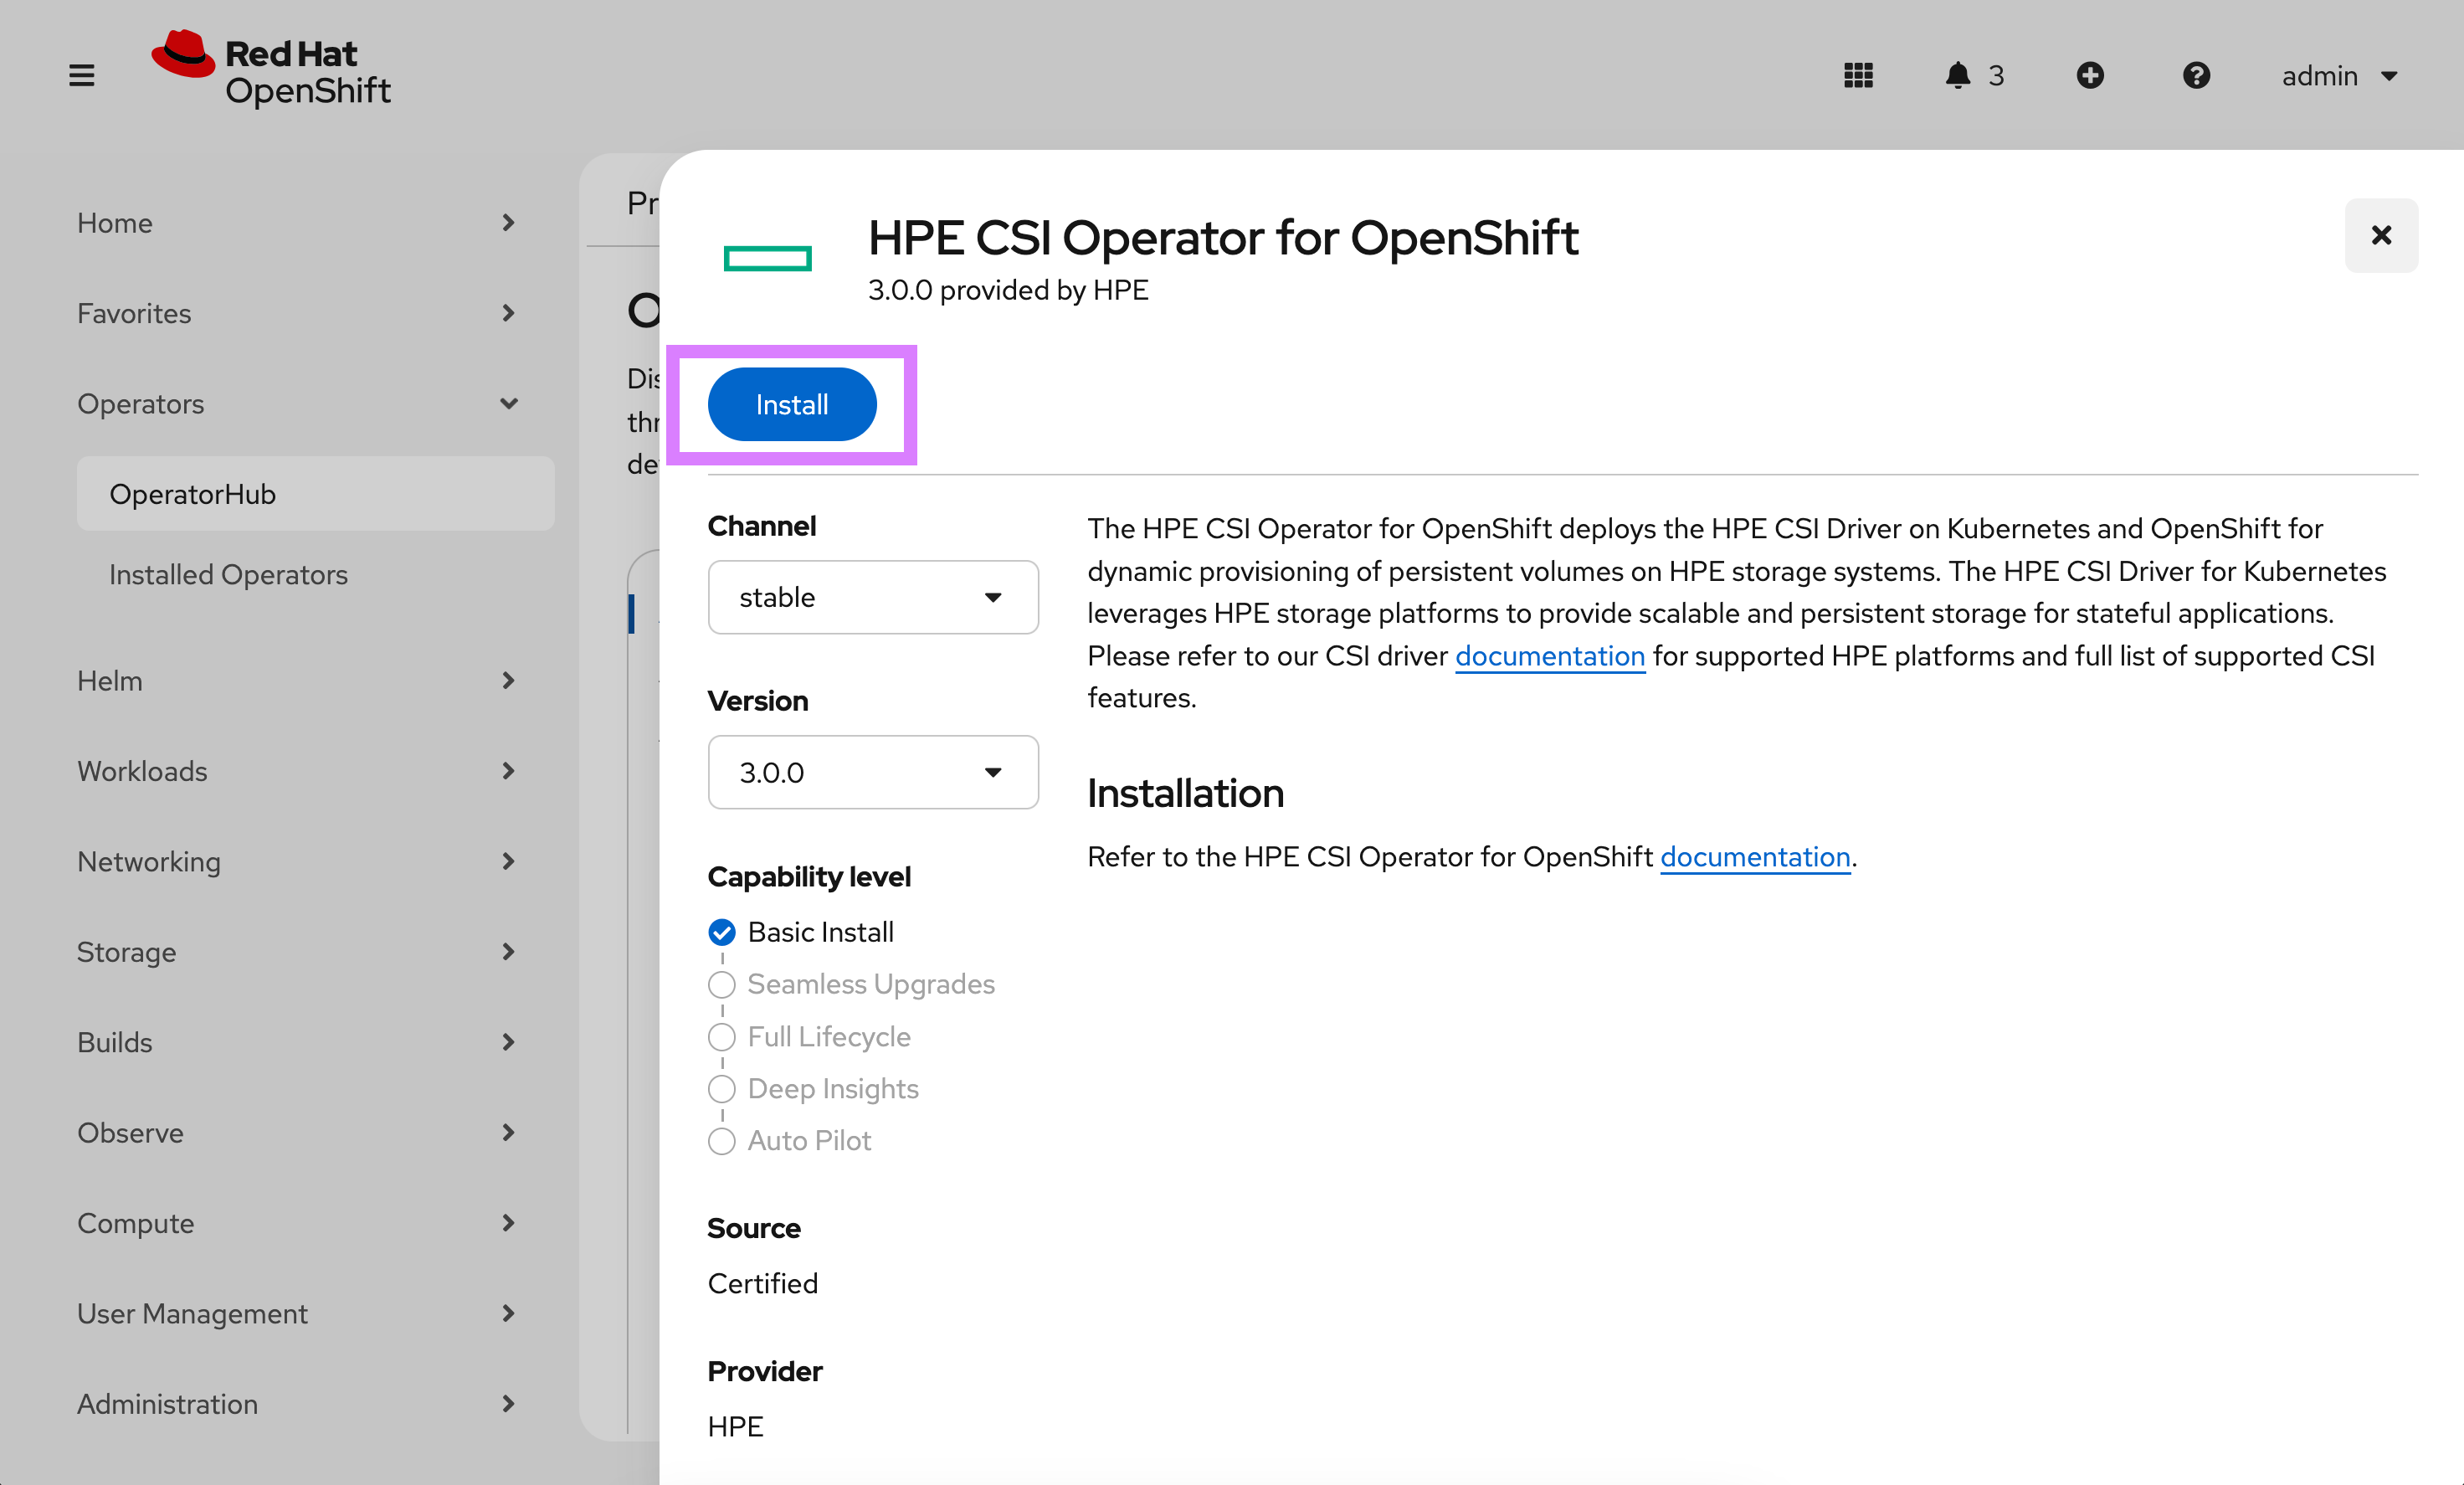 Red Hat
OpenShift
3
admin
Home
Favorites
Operators
OperatorHub
Installed Operators
Helm
Workloads
Networking
Storage
Builds
Observe
Compute
User Management
Administration
Pr
O
Dis
thr
HPE CSI Operator for OpenShift
3.0.0 provided by HPE
Install
Channel
stable
Version
3.0.0
Capability level
Basic Install
Seamless Upgrades
Full Lifecycle
Deep Insights
Auto Pilot
Source
Certified
Provider
HPE
The HPE CSI Operator for OpenShift deploys the HPE CSI Driver on Kubernetes and OpenShift for
dynamic provisioning of persistent volumes on HPE storage systems. The HPE CSI Driver for Kubernetes
leverages HPE storage platforms to provide scalable and persistent storage for stateful applications.
Please refer to our CSI driver documentation for supported HPE platforms and full list of supported CSI
features.
Installation
Refer to the HPE CSI Operator for OpenShift documentation.